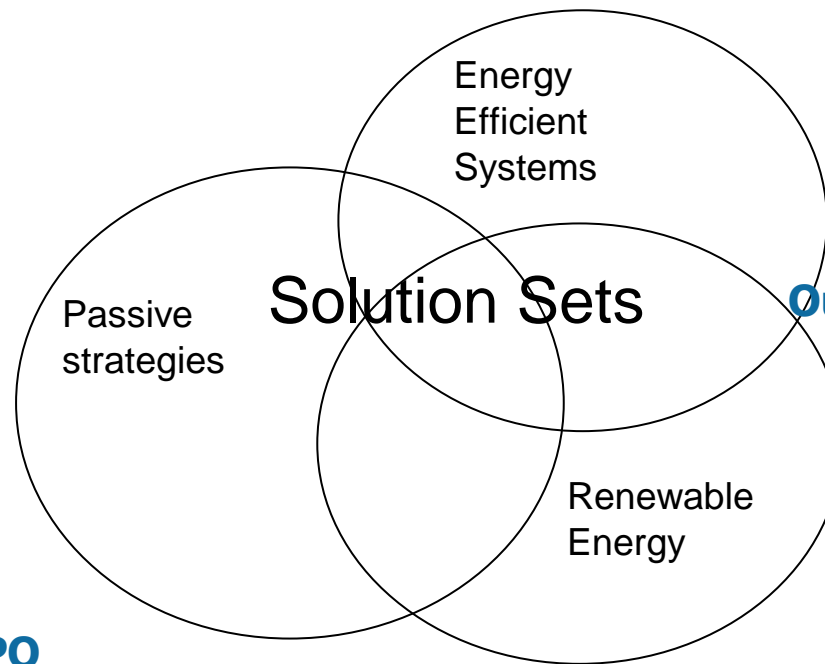 Energy
Efficient
Systems
Solution Sets
Passive
strategies
Renewable
Energy